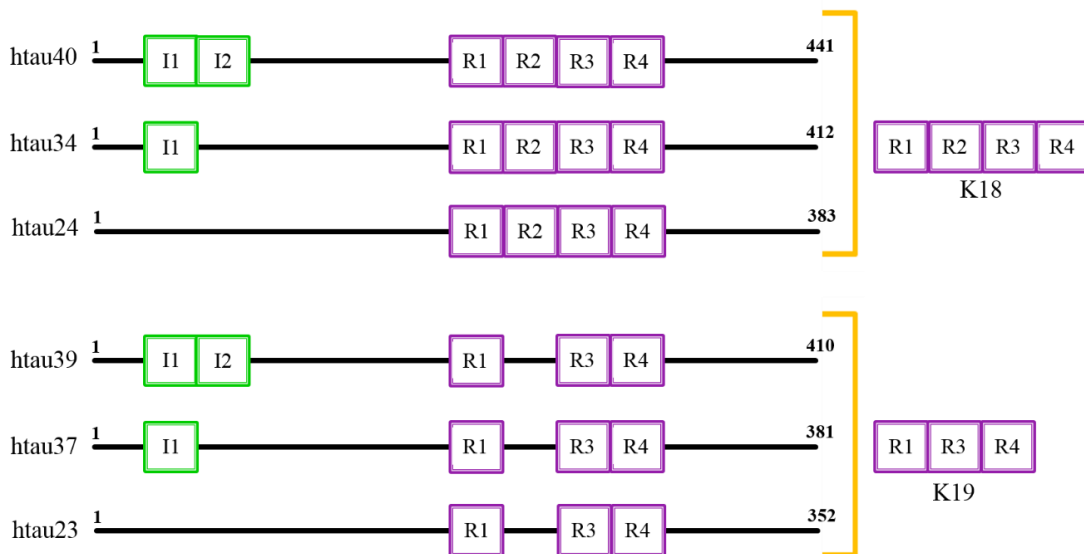 1 441
htau40 I1 I2 R1 R2 R3 R4
1 412
htau34 I1 R1 R2 R3 R4
R1 R2 R3 R4
K18
1 383
htau24 R1 R2 R3 R4
1 410
htau39 I1 I2 R1 R3 R4
1 381
htau37 I1 R1 R3 R4
R1 R3 R4
K19
1 352
htau23 R1 R3 R4